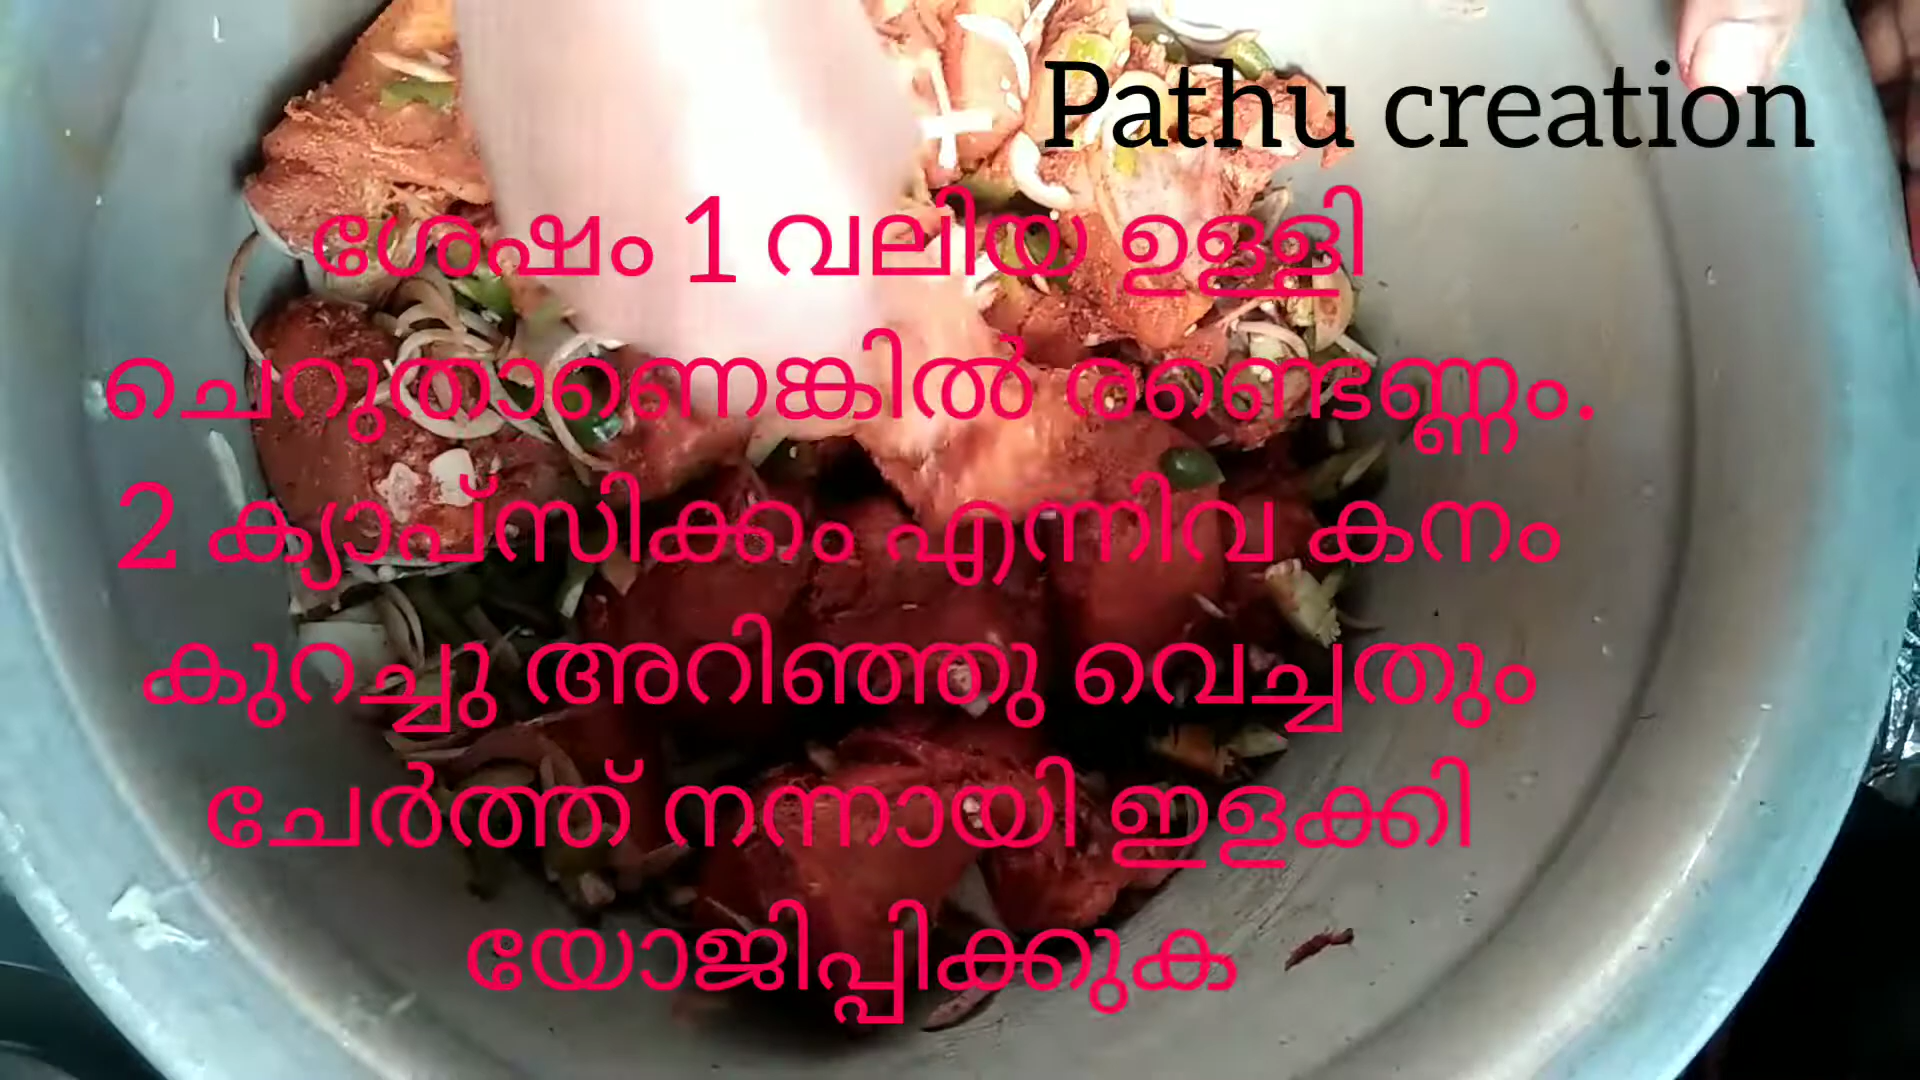 Pathu creation
ശേഷം 1 വലിയ ഉള്ളി
ചെറുതാണെങ്കിൽ രണ്ടെണ്ണം.
2 ക്യാപ്സിക്കം എന്നിവ കനം
കുറച്ചു അറിഞ്ഞു വെച്ചതും
ചേർത്ത് നന്നായി ഇളക്കി
യോജിപ്പിക്കുക